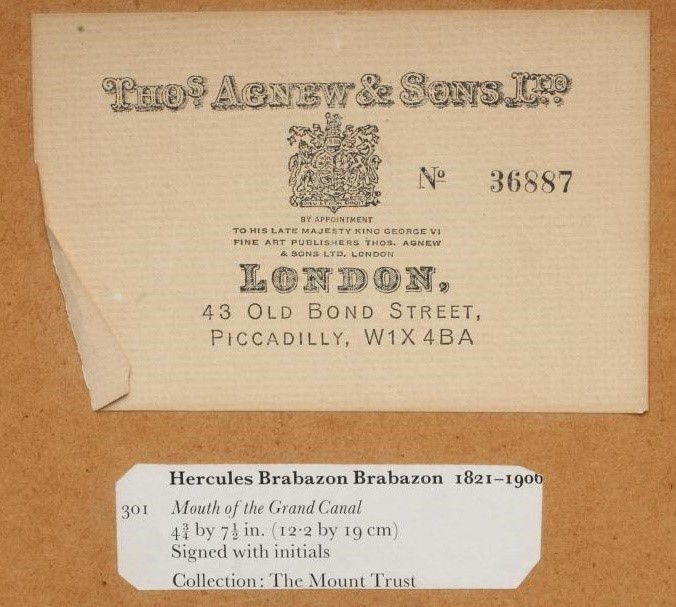 THOS. AGNEW & SONS, LTD.
No 36887
BY APPOINTMENT
TO HIS LATE MAJESTY KING GEORGE VI
FINE ART PUBLISHERS THOS. AGNEW
& SONS LTD, LONDON
LONDON,
43 OLD BOND STREET,
PICCADILLY, W1X 4BA
Hercules Brabazon Brabazon 1821–1906
301 Mouth of the Grand Canal
4¾ by 7½ in. (12·2 by 19 cm)
Signed with initials
Collection: The Mount Trust